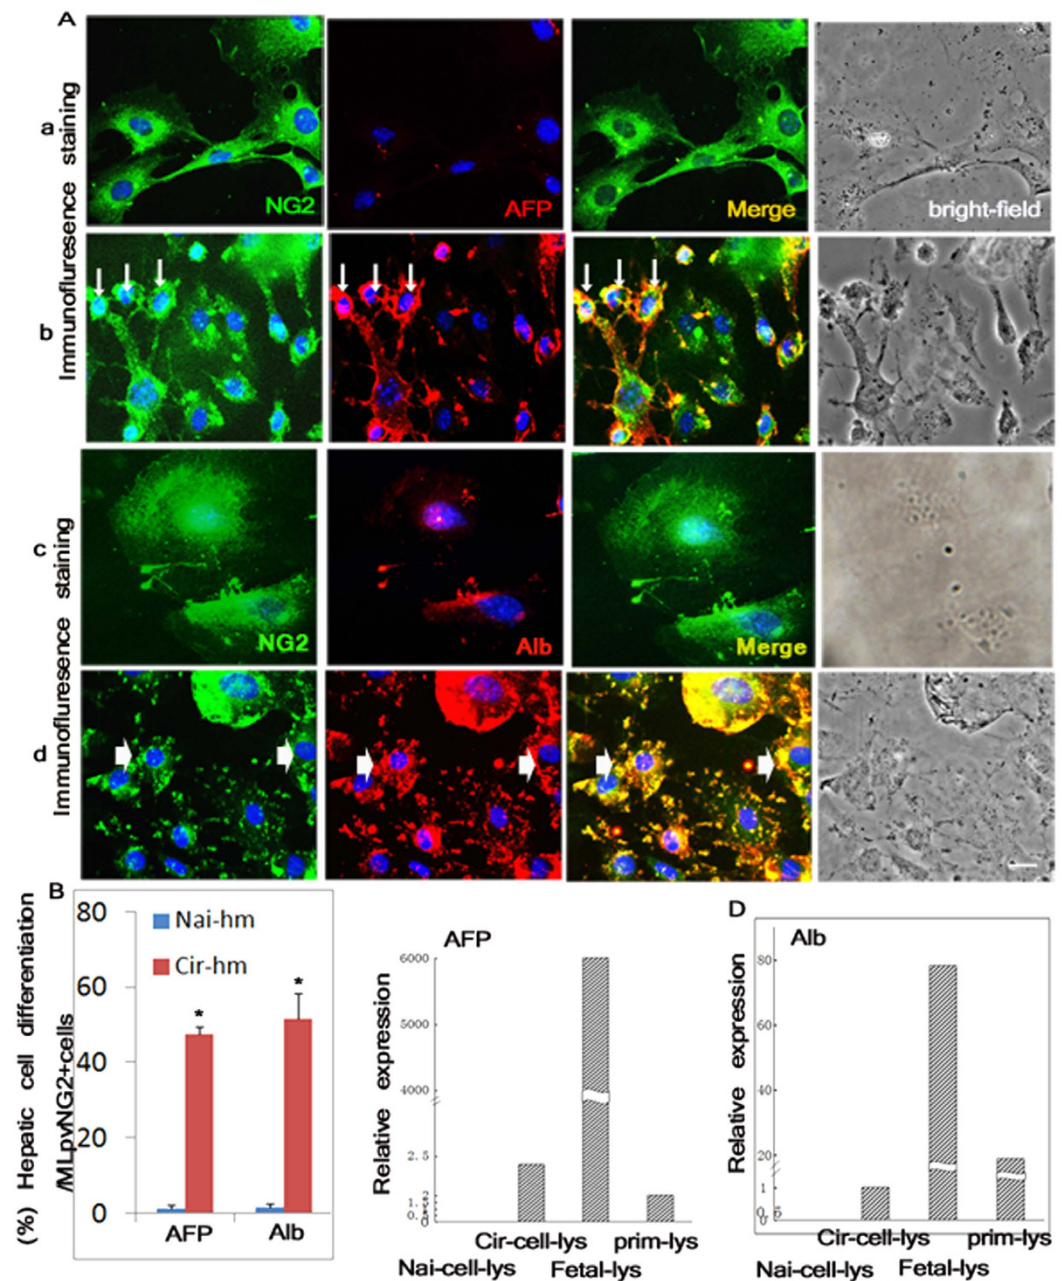 A
Immunofluresence staining
a
NG2
AFP
Merge
bright-field
b
Immunofluresence staining
c
NG2
Alb
Merge
d
B
(%) Hepatic cell differentiation
/MLpvNG2+cells
80
60
40
20
0
Nai-hm
Cir-hm
*
*
AFP
Alb
AFP
Relative expression
6000
5000
4000
2.5
Cir-cell-lys
prim-lys
Nai-cell-lys
Fetal-lys
D
Alb
Relative expression
80
60
40
20
1
0
Cir-cell-lys
prim-lys
Nai-cell-lys
Fetal-lys